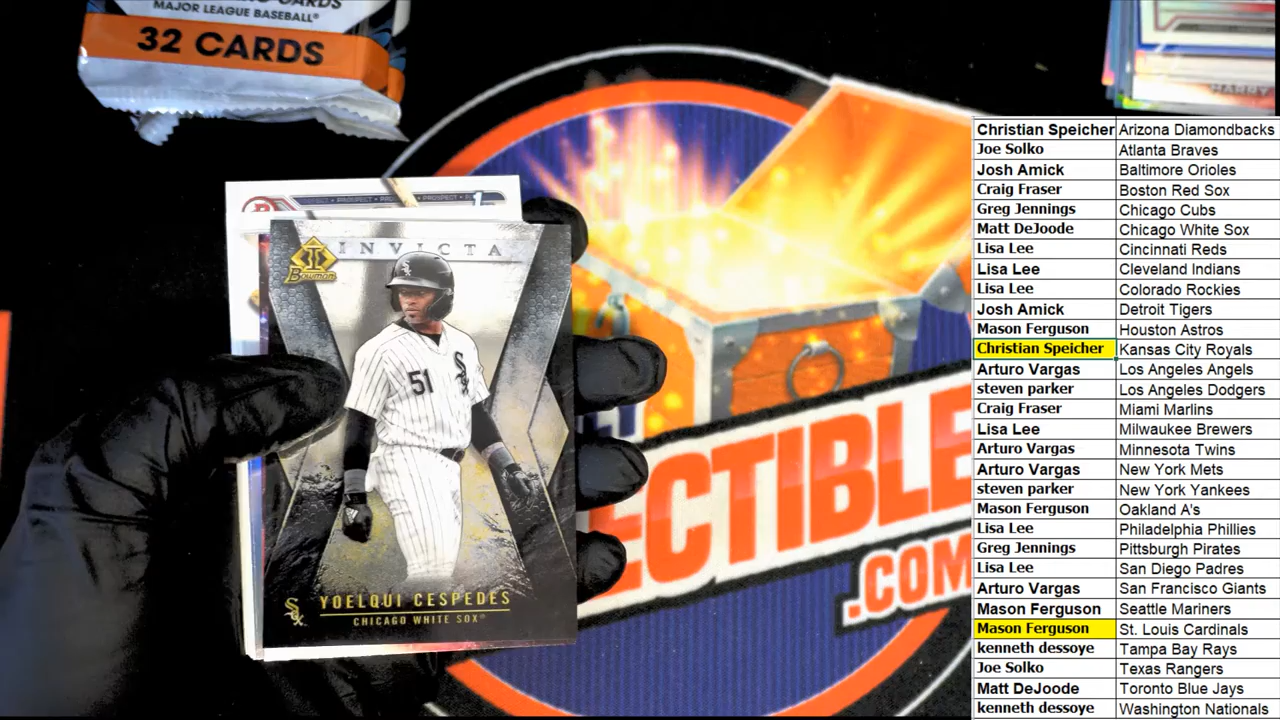 MAJOR LEAGUE BASEBALL®
32 CARDS
HARRY
PROSPECT
INVICTA
Bowman
51
YOELQUI CESPEDES
CHICAGO WHITE SOX®
ECTIBLE
.COM
Christian Speicher Arizona Diamondbacks
Joe Solko Atlanta Braves
Josh Amick Baltimore Orioles
Craig Fraser Boston Red Sox
Greg Jennings Chicago Cubs
Matt DeJoode Chicago White Sox
Lisa Lee Cincinnati Reds
Lisa Lee Cleveland Indians
Lisa Lee Colorado Rockies
Josh Amick Detroit Tigers
Mason Ferguson Houston Astros
Christian Speicher Kansas City Royals
Arturo Vargas Los Angeles Angels
steven parker Los Angeles Dodgers
Craig Fraser Miami Marlins
Lisa Lee Milwaukee Brewers
Arturo Vargas Minnesota Twins
Arturo Vargas New York Mets
steven parker New York Yankees
Mason Ferguson Oakland A's
Lisa Lee Philadelphia Phillies
Greg Jennings Pittsburgh Pirates
Lisa Lee San Diego Padres
Arturo Vargas San Francisco Giants
Mason Ferguson Seattle Mariners
Mason Ferguson St. Louis Cardinals
kenneth dessoye Tampa Bay Rays
Joe Solko Texas Rangers
Matt DeJoode Toronto Blue Jays
kenneth dessoye Washington Nationals